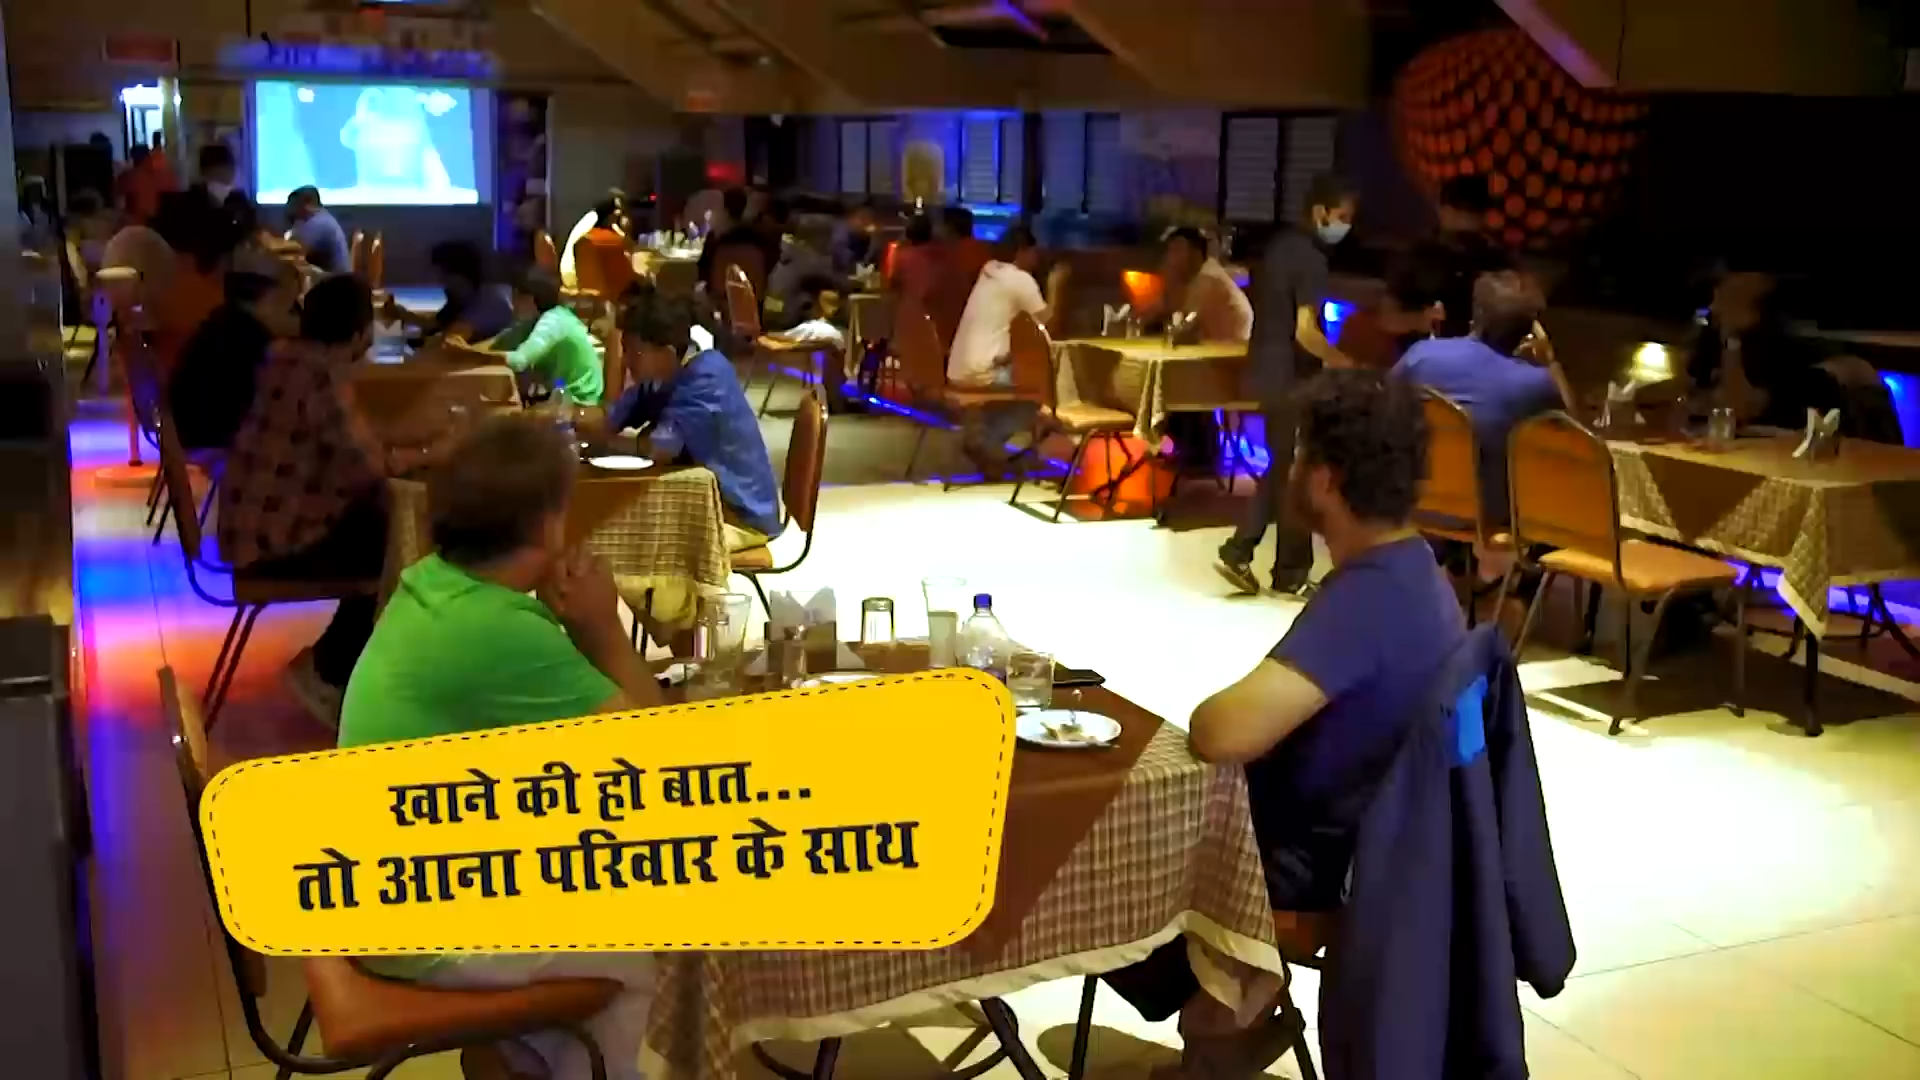 खाने की हो बात...
तो आना परिवार के साथ